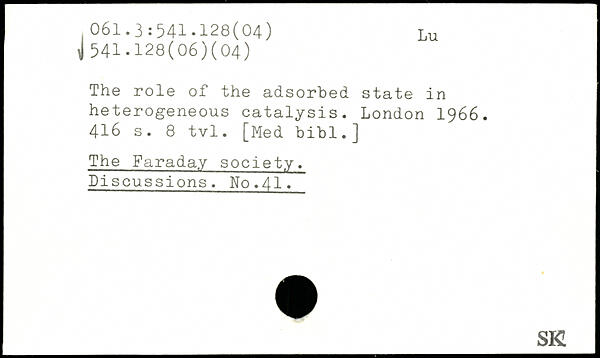 061.3:541.128(04)
Lu
541.128(06)(04)
The role of the adsorbed state in
heterogeneous catalysis. London 1966.
416 s. 8 tvl. [Med bibl.]
The Faraday society.
Discussions. No.41.
SK